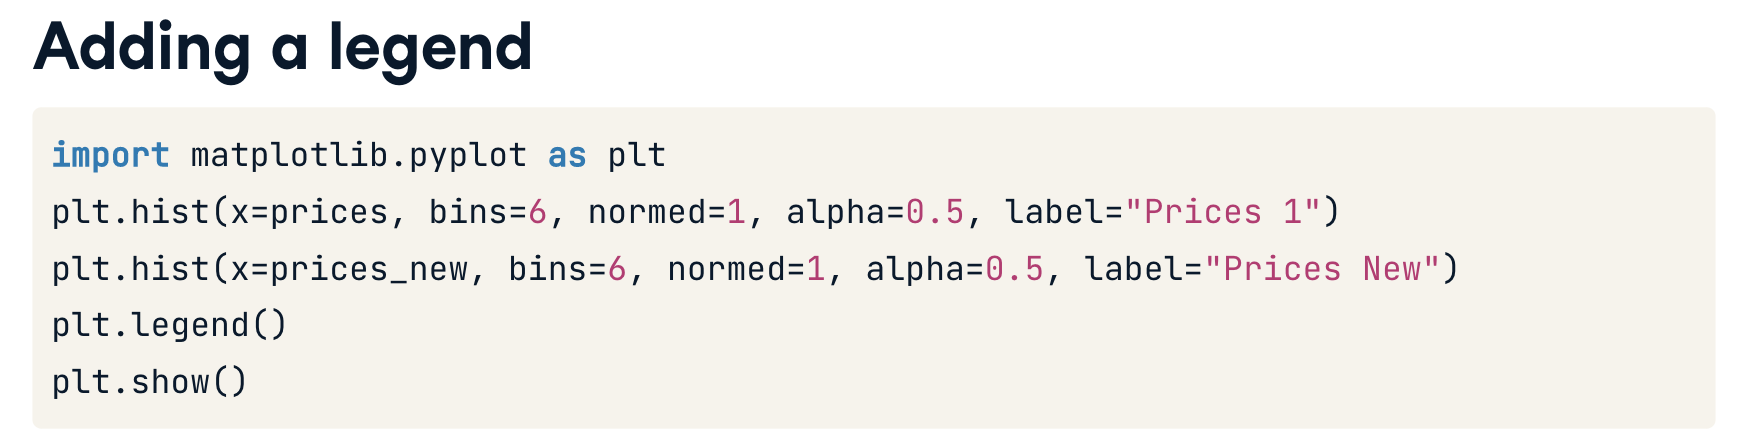 Adding a legend
import matplotlib.pyplot as plt
plt.hist(x=prices, bins=6, normed=1, alpha=0.5, label="Prices 1")
plt.hist(x=prices_new, bins=6, normed=1, alpha=0.5, label="Prices New")
plt.legend()
plt.show()